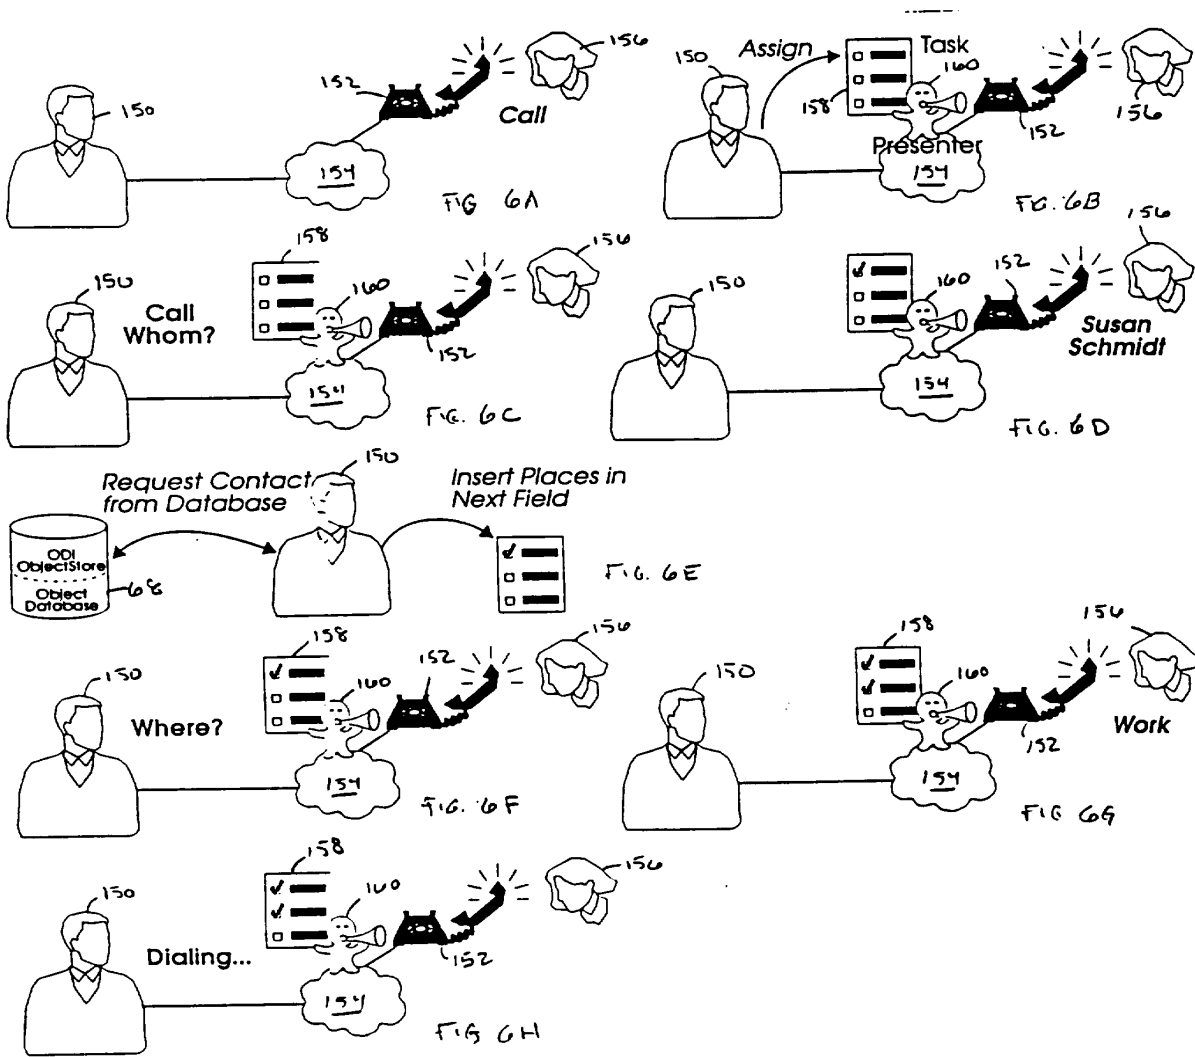 150
152
156
Call
154
FIG 6A
Assign
Task
150
158
160
152
156
Presenter
154
FIG. 6B
158
150
Call
Whom?
160
152
156
154
FIG. 6C
150
160
152
156
Susan
Schmidt
154
FIG. 6D
Request Contact
from Database
150
Insert Places in
Next Field
ODI
ObjectStore
Object
Database
68
FIG. 6E
158
150
Where?
160
152
156
154
FIG. 6F
158
150
160
152
156
Work
154
FIG 6G
158
150
Dialing...
160
152
156
154
FIG 6H